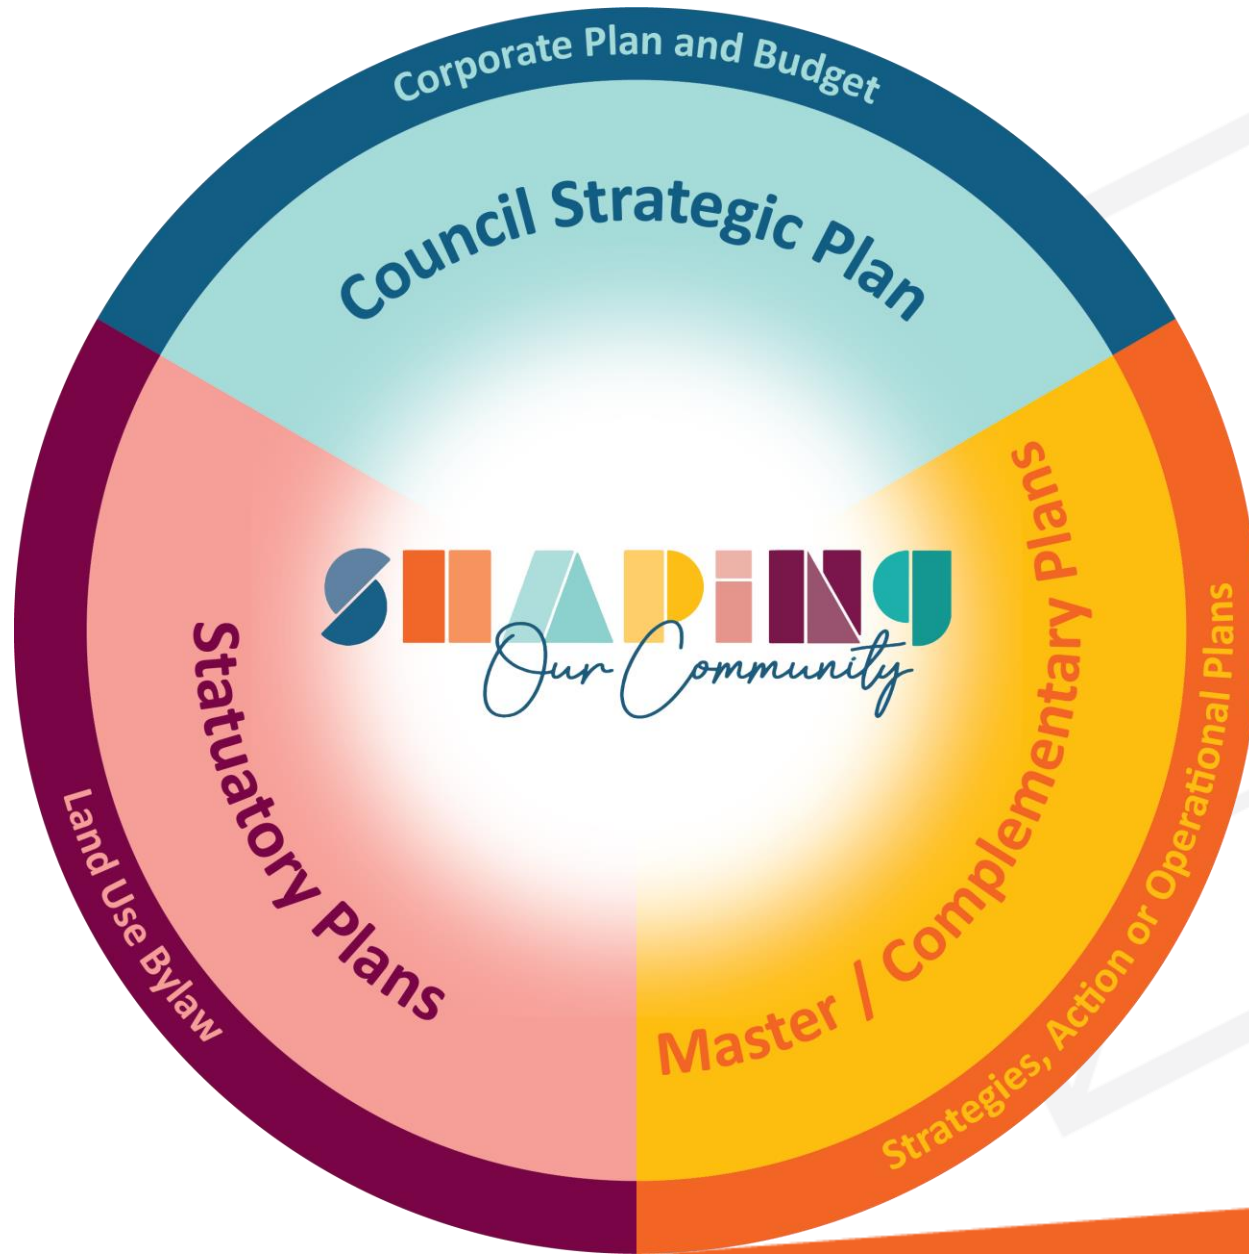 Corporate Plan and Budget
Council Strategic Plan
SHAPiNg
Our Community
Statuatory Plans
Land Use Bylaw
Master / Complementary Plans
Strategies, Action or Operational Plans